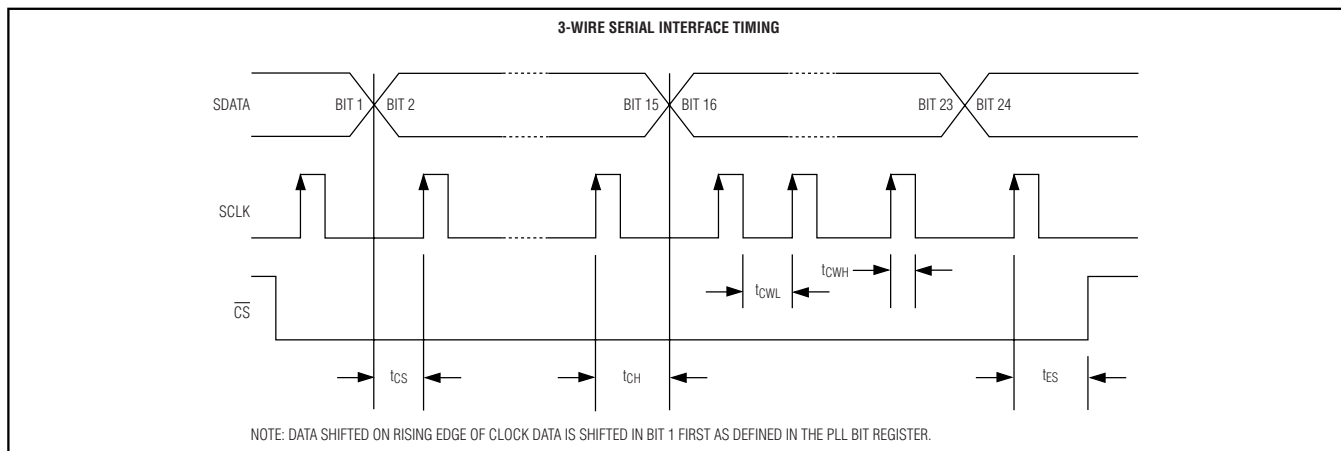 3-WIRE SERIAL INTERFACE TIMING
SDATA BIT 1 BIT 2 BIT 15 BIT 16 BIT 23 BIT 24
SCLK
tCWH
tCWL
CS
tCS tCH tES
NOTE: DATA SHIFTED ON RISING EDGE OF CLOCK DATA IS SHIFTED IN BIT 1 FIRST AS DEFINED IN THE PLL BIT REGISTER.